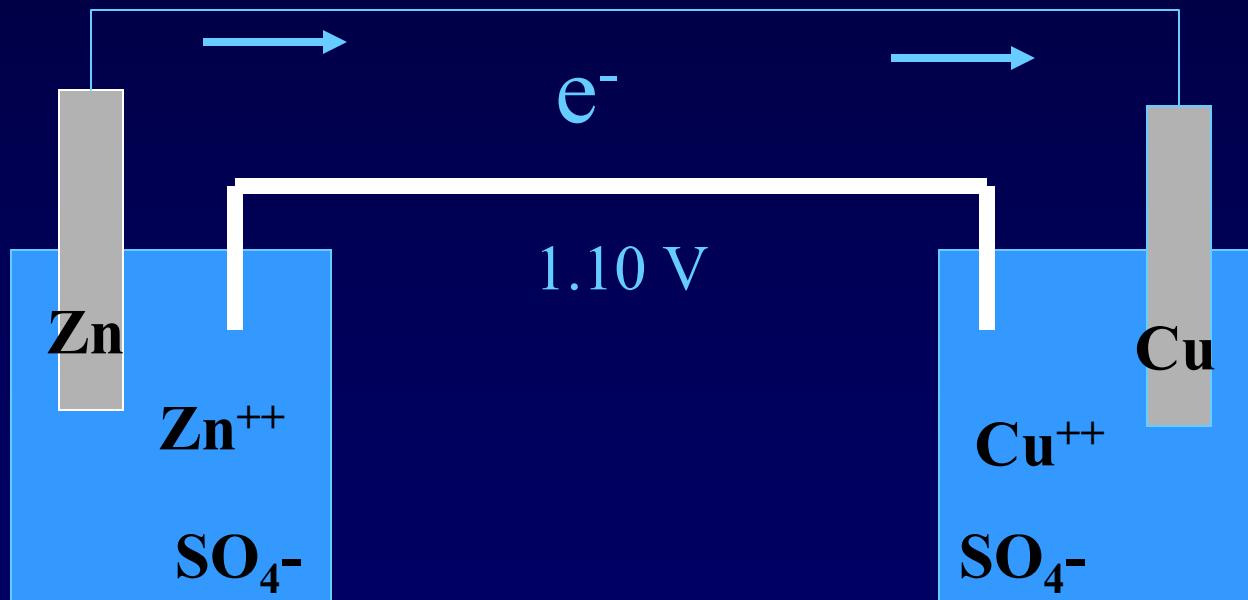 e⁻
1.10 V
Zn
Cu
Zn⁺⁺
Cu⁺⁺
SO₄-
SO₄-